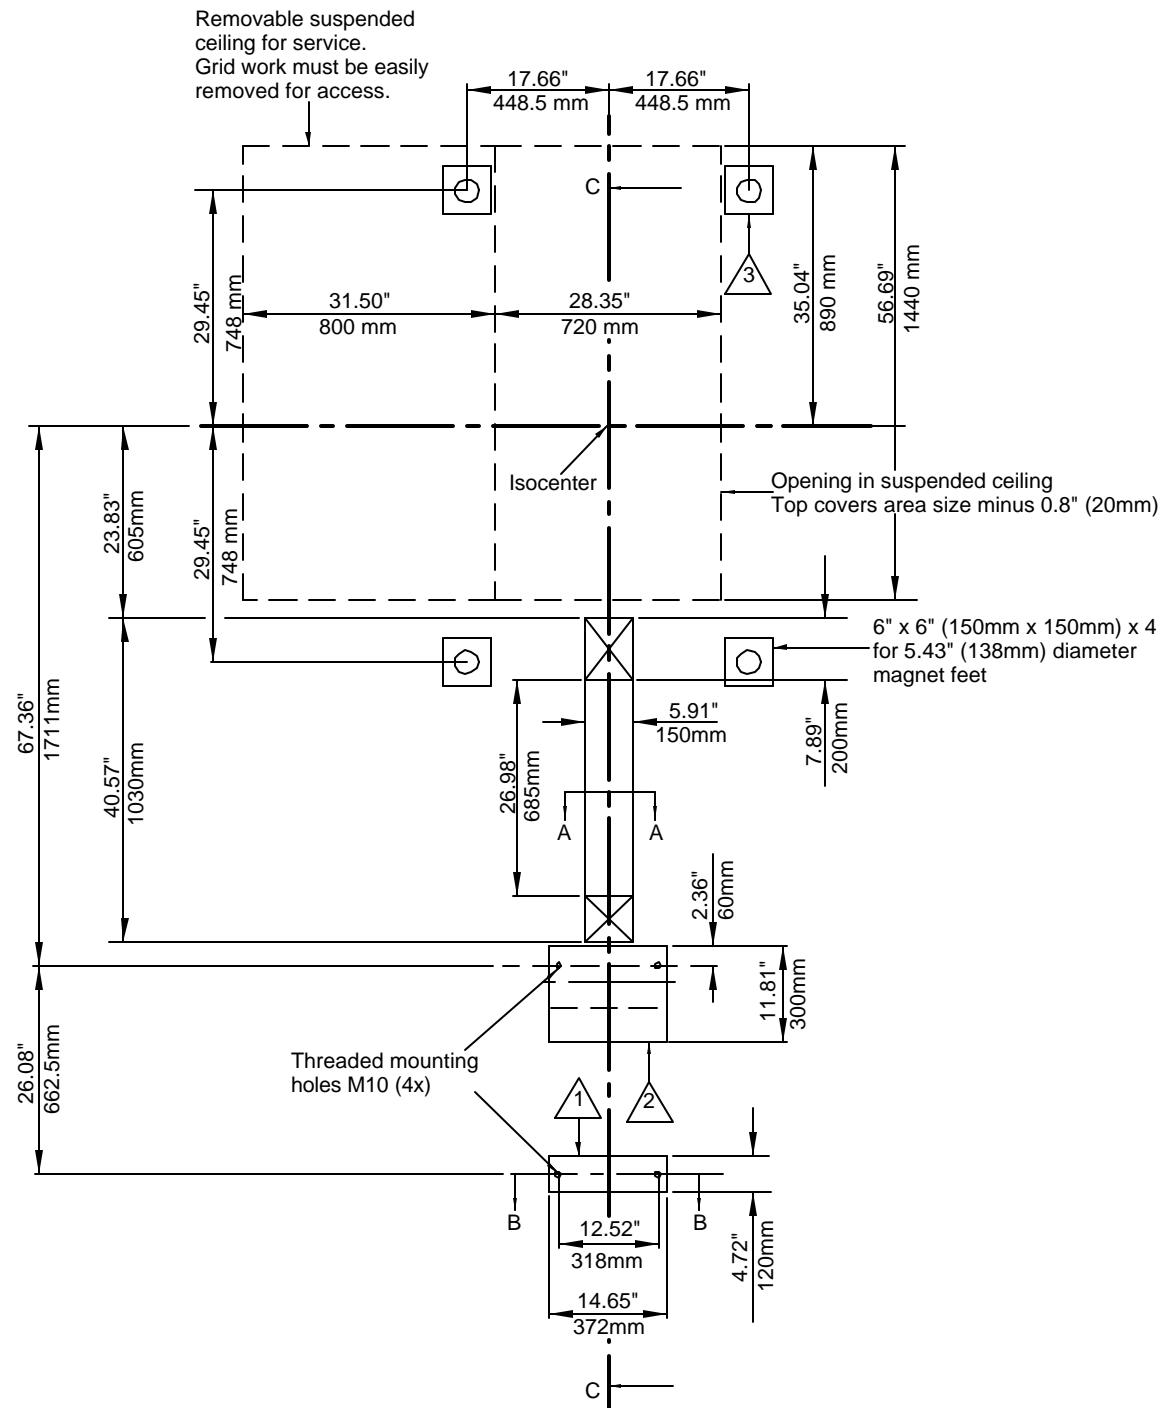 Removable suspended
ceiling for service.
Grid work must be easily
removed for access.
17.66"
448.5 mm
17.66"
448.5 mm
C
3
29.45"
748 mm
31.50"
800 mm
28.35"
720 mm
35.04"
890 mm
56.69"
1440 mm
Isocenter
Opening in suspended ceiling
Top covers area size minus 0.8" (20mm)
23.83"
605mm
29.45"
748 mm
6" x 6" (150mm x 150mm) x 4
for 5.43" (138mm) diameter
magnet feet
67.36"
1711mm
40.57"
1030mm
5.91"
150mm
7.89"
200mm
26.98"
685mm
A
A
2.36"
60mm
11.81"
300mm
26.08"
662.5mm
Threaded mounting
holes M10 (4x)
1
2
B
B
12.52"
318mm
4.72"
120mm
14.65"
372mm
C